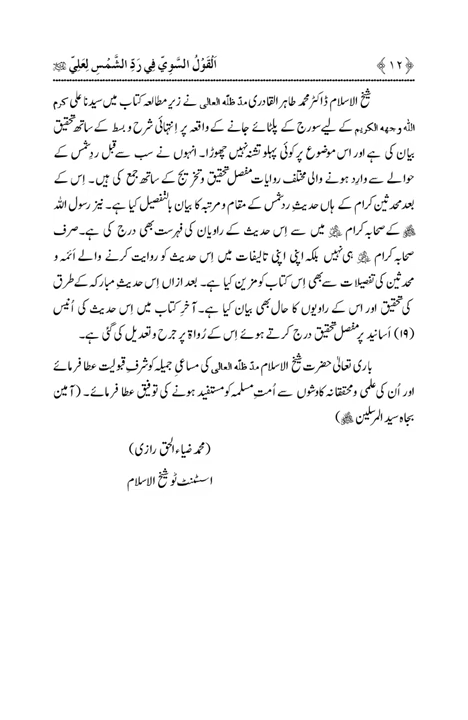 ﴿۱۲﴾ اَلْقَوْلُ السَّوِيّ فِي رَدِّ الشَّمْسِ لِعَلِيّ ﷺ
شیخ الاسلام ڈاکٹر محمد طاہر القادری مدّ ظلّہ العالی نے زیرِ مطالعہ کتاب میں سیدنا علی کرم
اللہ وجھہ الکریم کے لیے سورج کے پلٹائے جانے کے واقعہ پر اِنتہائی شرح و بسط کے ساتھ تحقیق
بیان کی ہے اور اس موضوع پر کوئی پہلو تشنہ نہیں چھوڑا۔ انہوں نے سب سے قبل ردِ شمس کے
حوالے سے وارِد ہونے والی مختلف روایات مفصل تحقیق و تخریج کے ساتھ جمع کی ہیں۔ اِس کے
بعد محدثین کرام کے ہاں حدیثِ ردِ شمس کے مقام و مرتبہ کا بیان بالتفصیل کیا ہے۔ نیز رسول اللہ
ﷺ کے صحابہ کرام ﷺ میں سے اِس حدیث کے راویان کی فہرست بھی درج کی ہے۔ صرف
صحابہ کرام ﷺ ہی نہیں بلکہ اپنی اپنی تالیفات میں اِس حدیث کو روایت کرنے والے اَئمہ و
محدثین کی تفصیلات سے بھی اِس کتاب کو مزین کیا ہے۔ بعد ازاں اِس حدیثِ مبارکہ کے طرق
کی تحقیق اور اس کے راویوں کا حال بھی بیان کیا ہے۔ آخرِ کتاب میں اِس حدیث کی اُنیس
(۱۹) اَسانید پر مفصل تحقیق درج کرتے ہوئے اِس کے رُواۃ پر جرح و تعدیل کی گئی ہے۔
باری تعالیٰ حضرت شیخ الاسلام مدّ ظلّہ العالی کی مساعیِ جمیلہ کو شرفِ قبولیت عطا فرمائے
اور اُن کی علمی و محققانہ کاوشوں سے اُمتِ مسلمہ کو مستفید ہونے کی توفیق عطا فرمائے۔ (آمین
بجاہ سید المرسلین ﷺ)
(محمد ضیاء الحق رازی)
اسسٹنٹ ٹو شیخ الاسلام